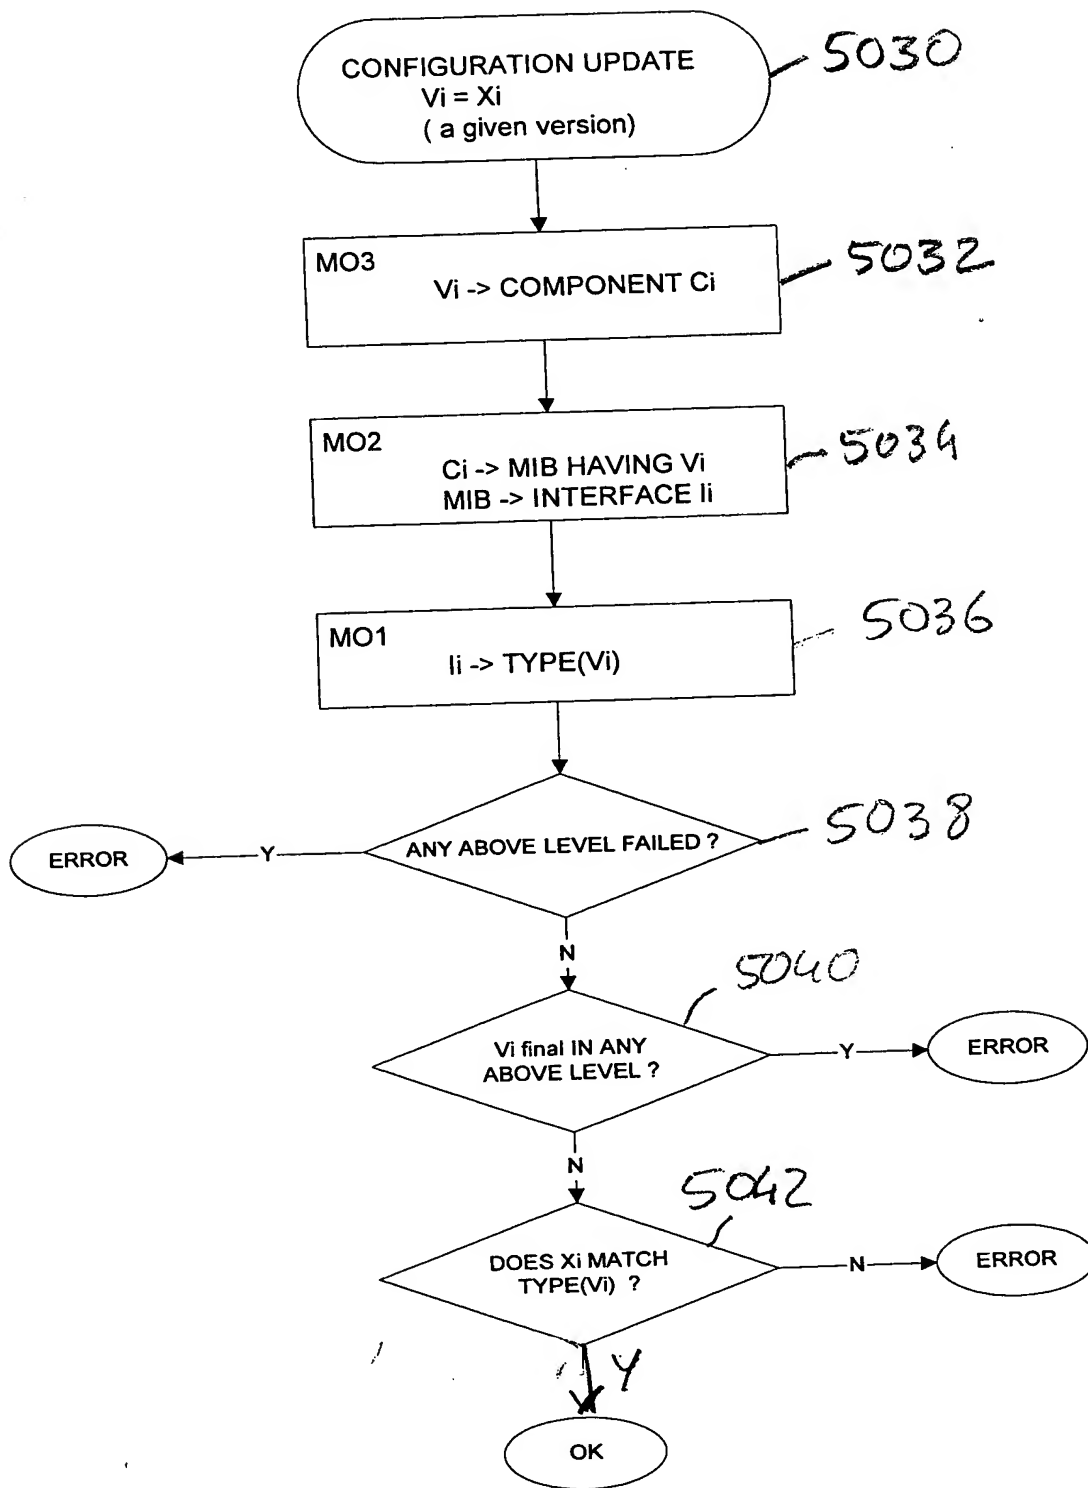 CONFIGURATION UPDATE
Vi = Xi
( a given version)
5030
MO3
Vi -> COMPONENT Ci
5032
MO2
Ci -> MIB HAVING Vi
MIB -> INTERFACE Ii
5034
MO1
Ii -> TYPE(Vi)
5036
ANY ABOVE LEVEL FAILED ?
5038
Y
ERROR
N
5040
Vi final IN ANY
ABOVE LEVEL ?
Y
ERROR
N
5042
DOES Xi MATCH
TYPE(Vi) ?
N
ERROR
Y
OK